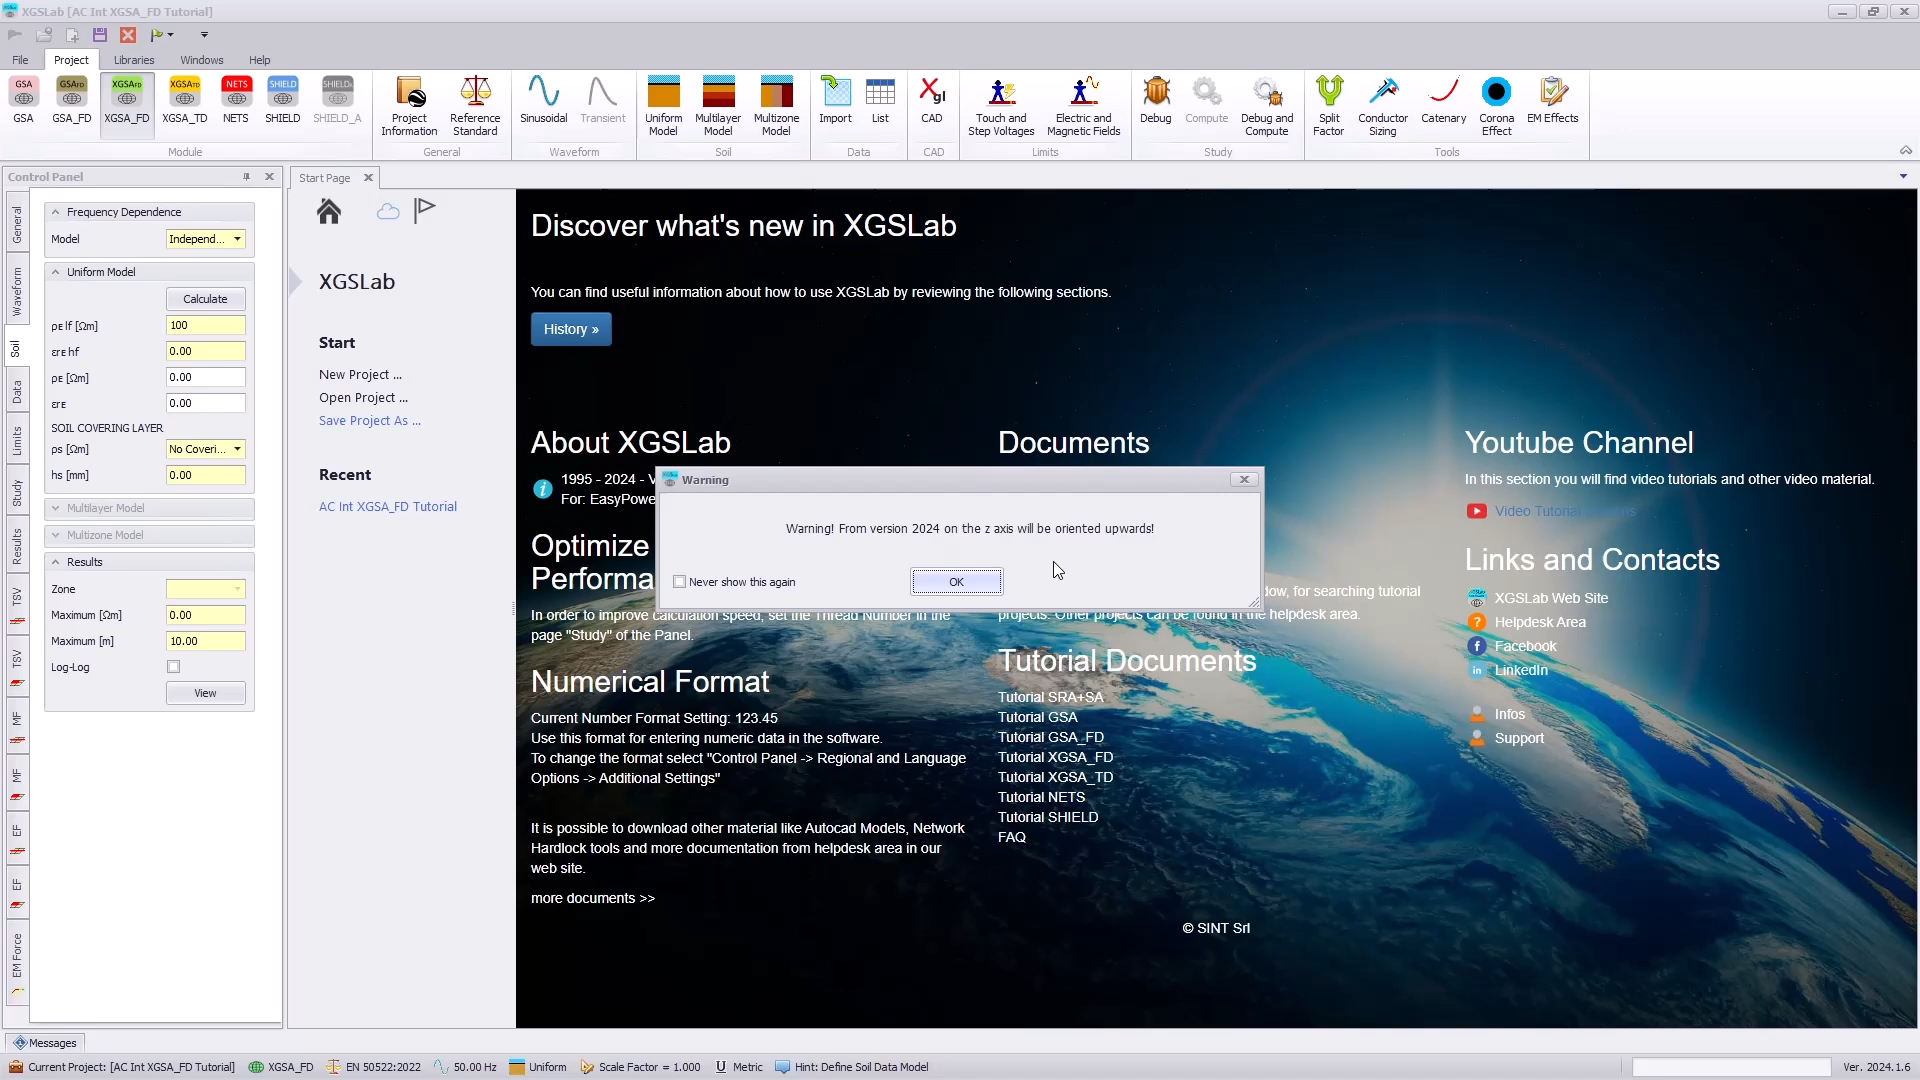 XGSLab [AC Int XGSA_FD Tutorial]
File Project Libraries Windows Help
GSA GSA_FD XGSA_FD XGSA_TD NETS SHIELD SHIELD_A
Module
Project Information
Reference Standard
General
Sinusoidal Transient
Waveform
Uniform Model
Multilayer Model
Multizone Model
Soil
Import List
Data
CAD
CAD
Touch and Step Voltages
Electric and Magnetic Fields
Limits
Debug Compute
Debug and Compute
Study
Split Factor
Conductor Sizing
Catenary
Corona Effect
EM Effects
Tools
Control Panel
General
Waveform
Soil
Data
Limits
Study
Results
TSV
TSV
MF
MF
EF
EF
EM Force
Frequency Dependence
Model Independ...
Uniform Model
Calculate
ρE lf [Ωm] 100
εrE hf 0.00
ρE [Ωm] 0.00
εrE 0.00
SOIL COVERING LAYER
ρs [Ωm] No Coveri...
hs [mm] 0.00
Multilayer Model
Multizone Model
Results
Zone
Maximum [Ωm] 0.00
Maximum [m] 10.00
Log-Log
View
Start Page
XGSLab
Start
New Project ...
Open Project ...
Save Project As ...
Recent
AC Int XGSA_FD Tutorial
Discover what's new in XGSLab
You can find useful information about how to use XGSLab by reviewing the following sections.
History »
About XGSLab
1995 - 2024 - V
For: EasyPowe
Optimize
Performa
In order to improve calculation speed, set the Thread Number in the
page "Study" of the Panel.
Numerical Format
Current Number Format Setting: 123.45
Use this format for entering numeric data in the software.
To change the format select "Control Panel -> Regional and Language
Options -> Additional Settings"
It is possible to download other material like Autocad Models, Network
Hardlock tools and more documentation from helpdesk area in our
web site.
more documents >>
Documents
dow, for searching tutorial
projects. Other projects can be found in the helpdesk area.
Tutorial Documents
Tutorial SRA+SA
Tutorial GSA
Tutorial GSA_FD
Tutorial XGSA_FD
Tutorial XGSA_TD
Tutorial NETS
Tutorial SHIELD
FAQ
Youtube Channel
In this section you will find video tutorials and other video material.
Video Tutorial
Links and Contacts
XGSLab Web Site
Helpdesk Area
Facebook
LinkedIn
Infos
Support
© SINT Srl
Warning
Warning! From version 2024 on the z axis will be oriented upwards!
Never show this again
OK
Messages
Current Project: [AC Int XGSA_FD Tutorial] XGSA_FD EN 50522:2022 50.00 Hz Uniform Scale Factor = 1.000 Metric Hint: Define Soil Data Model Ver. 2024.1.6